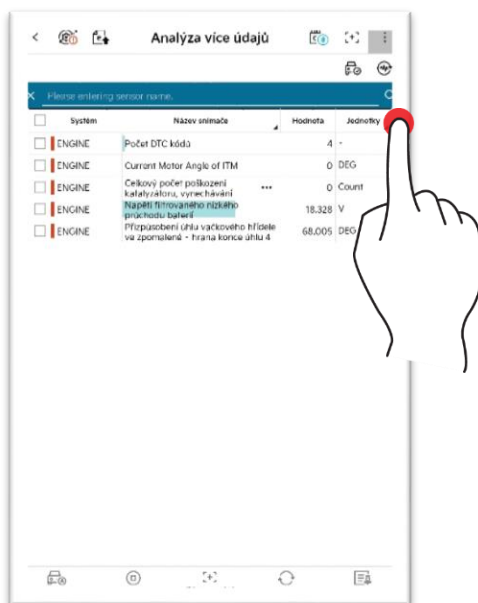 Analýza více údajů
Please entering sensor name.
Systém Název snímače Hodnota Jednotky
ENGINE Počet DTC kódů 4 -
ENGINE Current Motor Angle of ITM 0 DEG
ENGINE Celkový počet poškození katalyzátoru, vynechávání ••• 0 Count
ENGINE Napětí filtrovaného nízkého průchodu baterií 18.328 V
ENGINE Přizpůsobení úhlu vačkového hřídele ve zpomalené - hrana konce úhlu 4 68.005 DEG